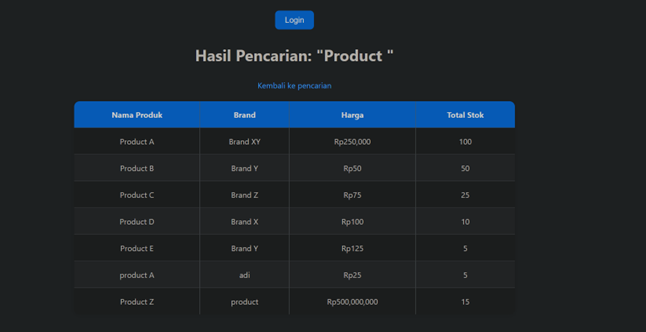 Login
Hasil Pencarian: "Product "
Kembali ke pencarian
Nama Produk Brand Harga Total Stok
Product A Brand XY Rp250,000 100
Product B Brand Y Rp50 50
Product C Brand Z Rp75 25
Product D Brand X Rp100 10
Product E Brand Y Rp125 5
product A adi Rp25 5
Product Z product Rp500,000,000 15